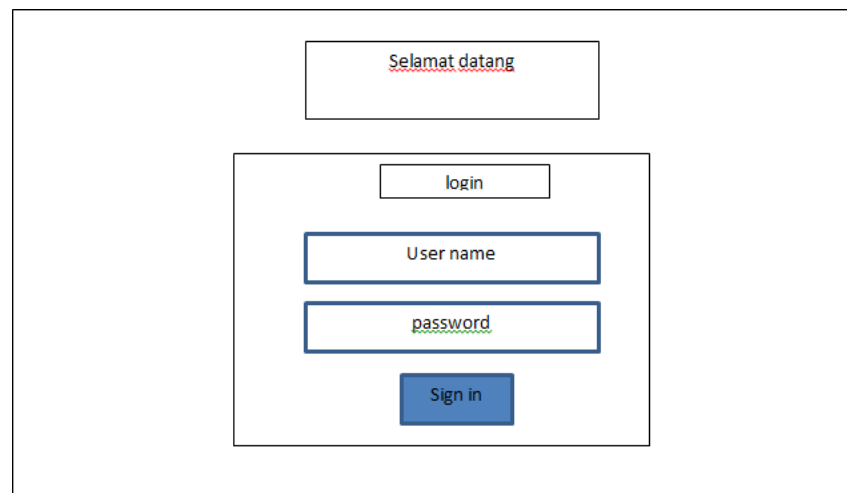 Selamat datang
login
User name
password
Sign in